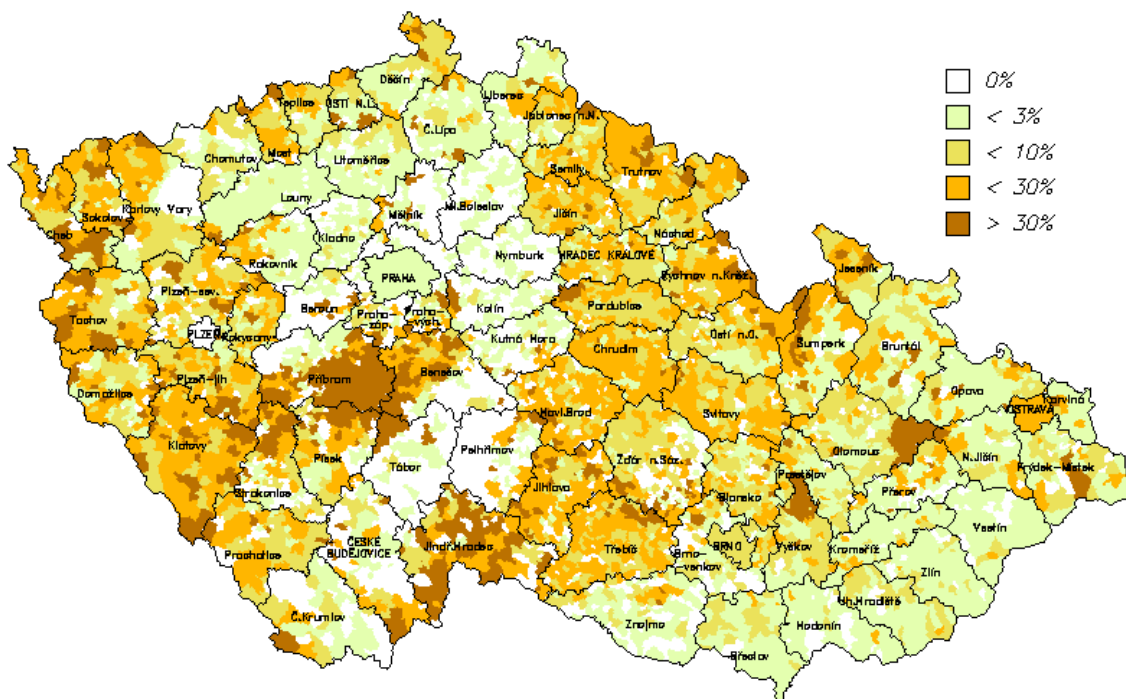 0%
< 3%
< 10%
< 30%
> 30%
Děčín
Teplice
ÚSTÍ N.L.
Liberec
Jablonec n.N.
Č.Lípa
Chomutov
Most
Litoměřice
Semily
Trutnov
Louny
Sokolov
Karlovy Vary
Mělník
Ml.Boleslav
Jičín
Cheb
Kladno
Náchod
Rakovník
Nymburk
HRADEC KRÁLOVÉ
Rychnov n.Kněž.
Jeseník
PRAHA
Plzeň-sev.
Beroun
Praha-
záp.
Praha-
vých.
Kolín
Pardubice
Tachov
PLZEŇ
Rokycany
Kutná Hora
Ústí n.O.
Šumperk
Bruntál
Chrudim
Příbram
Benešov
Plzeň-jih
Domažlice
Opava
Karviná
OSTRAVA
Svitavy
Havl.Brod
Klatovy
Písek
Tábor
Pelhřimov
Žďár n.Sáz.
Olomouc
N.Jičín
Frýdek-Místek
Prostějov
Strakonice
Jihlava
Blansko
Přerov
Vsetín
ČESKÉ
BUDĚJOVICE
Jindř.Hradec
Třebíč
BRNO
Brno-
venkov
Vyškov
Kroměříž
Prachatice
Zlín
Uh.Hradiště
Č.Krumlov
Znojmo
Hodonín
Břeclav